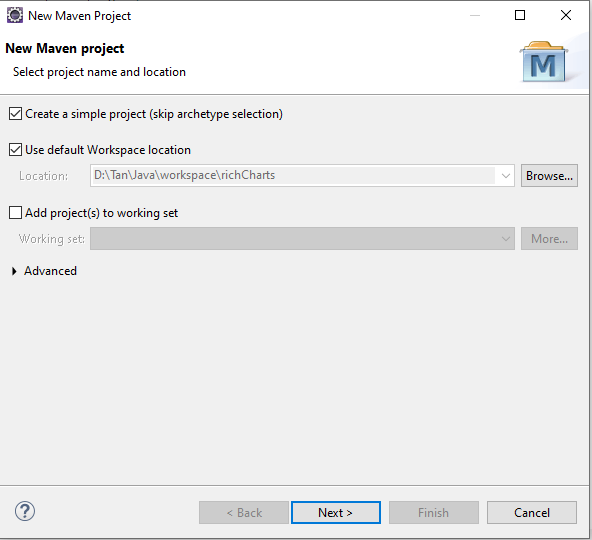 New Maven Project
New Maven project
Select project name and location
M
Create a simple project (skip archetype selection)
Use default Workspace location
Location: D:\Tan\Java\workspace\richCharts Browse...
Add project(s) to working set
Working set: More...
Advanced
? < Back Next > Finish Cancel